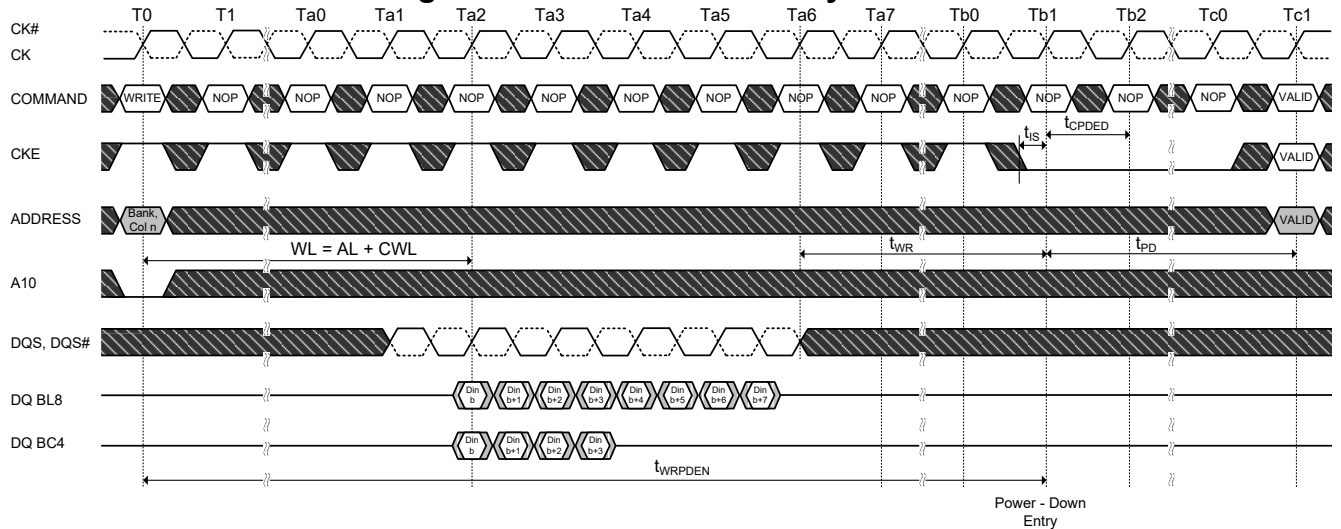 T0 T1 Ta0 Ta1 Ta2 Ta3 Ta4 Ta5 Ta6 Ta7 Tb0 Tb1 Tb2 Tc0 Tc1
CK#
CK
COMMAND WRITE NOP NOP NOP NOP NOP NOP NOP NOP NOP NOP NOP NOP NOP VALID
tIS tCPDED
CKE VALID
ADDRESS Bank, Col n VALID
WL = AL + CWL tWR tPD
A10
DQS, DQS#
DQ BL8 Din b Din b+1 Din b+2 Din b+3 Din b+4 Din b+5 Din b+6 Din b+7
DQ BC4 Din b Din b+1 Din b+2 Din b+3
tWRPDEN
Power - Down
Entry